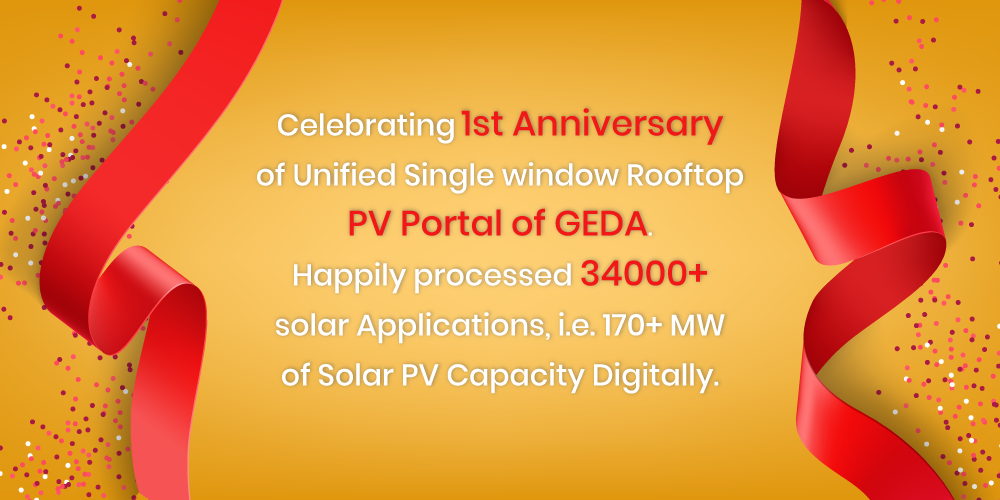 Celebrating 1st Anniversary
of Unified Single window Rooftop
PV Portal of GEDA.
Happily processed 34000+
solar Applications, i.e. 170+ MW
of Solar PV Capacity Digitally.